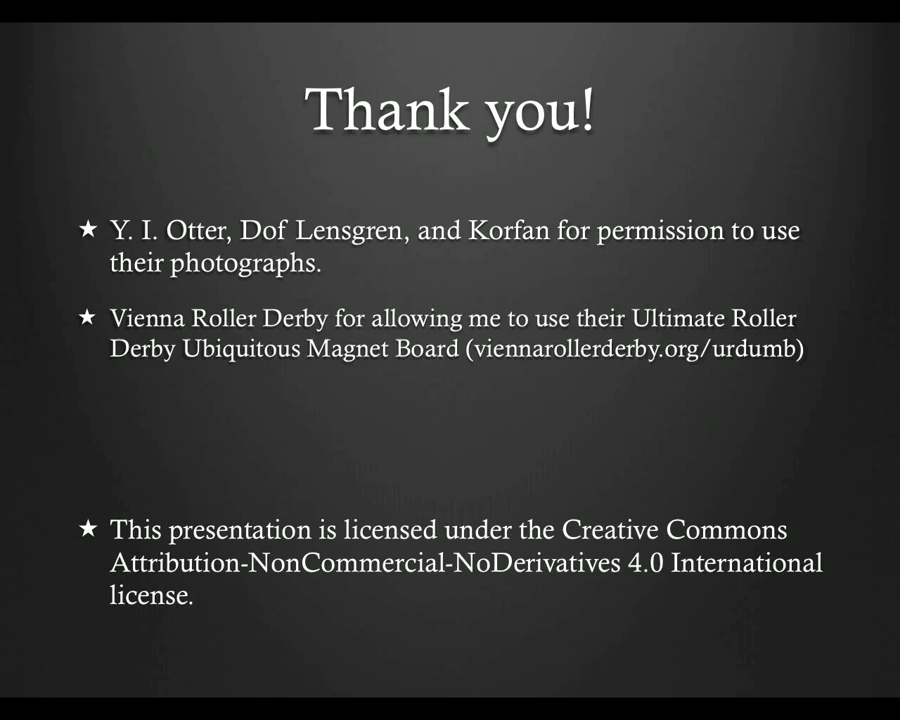 Thank you!
★ Y. I. Otter, Dof Lensgren, and Korfan for permission to use
their photographs.
★ Vienna Roller Derby for allowing me to use their Ultimate Roller
Derby Ubiquitous Magnet Board (viennarollerderby.org/urdumb)
★ This presentation is licensed under the Creative Commons
Attribution-NonCommercial-NoDerivatives 4.0 International
license.